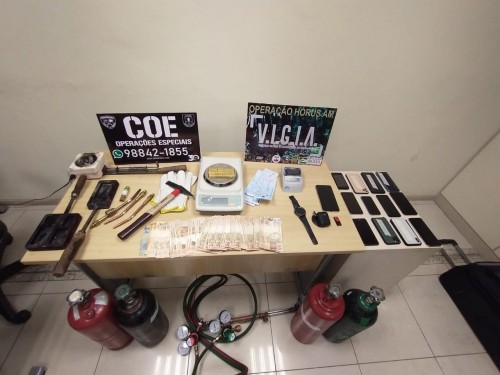 COE
OPERAÇÕES ESPECIAIS
98842-1855
OPERAÇÃO HÓRUS AM
V.I.G.I.A.